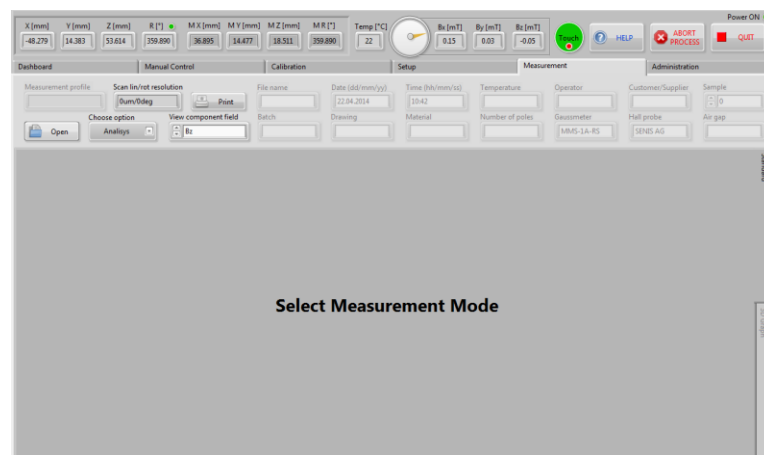 Power ON
X [mm] Y [mm] Z [mm] R [°] M X [mm] M Y [mm] M Z [mm] M R [°] Temp [°C] Bx [mT] By [mT] Bz [mT]
-48.279 14.383 53.614 359.890 36.895 14.477 18.511 359.890 22 0.15 0.03 -0.05 Touch ? HELP ABORT PROCESS QUIT
Dashboard Manual Control Calibration Setup Measurement Administration
Measurement profile Scan lin/rot resolution File name Date (dd/mm/yy) Time (hh/mm/ss) Temperature Operator Customer/Supplier Sample
0um/0deg Print 22.04.2014 10:42 0
Choose option View component field Batch Drawing Material Number of poles Gaussmeter Hall probe Air gap
Open Analisys Bz MMS-1A-RS SENIS AG
Select Measurement Mode